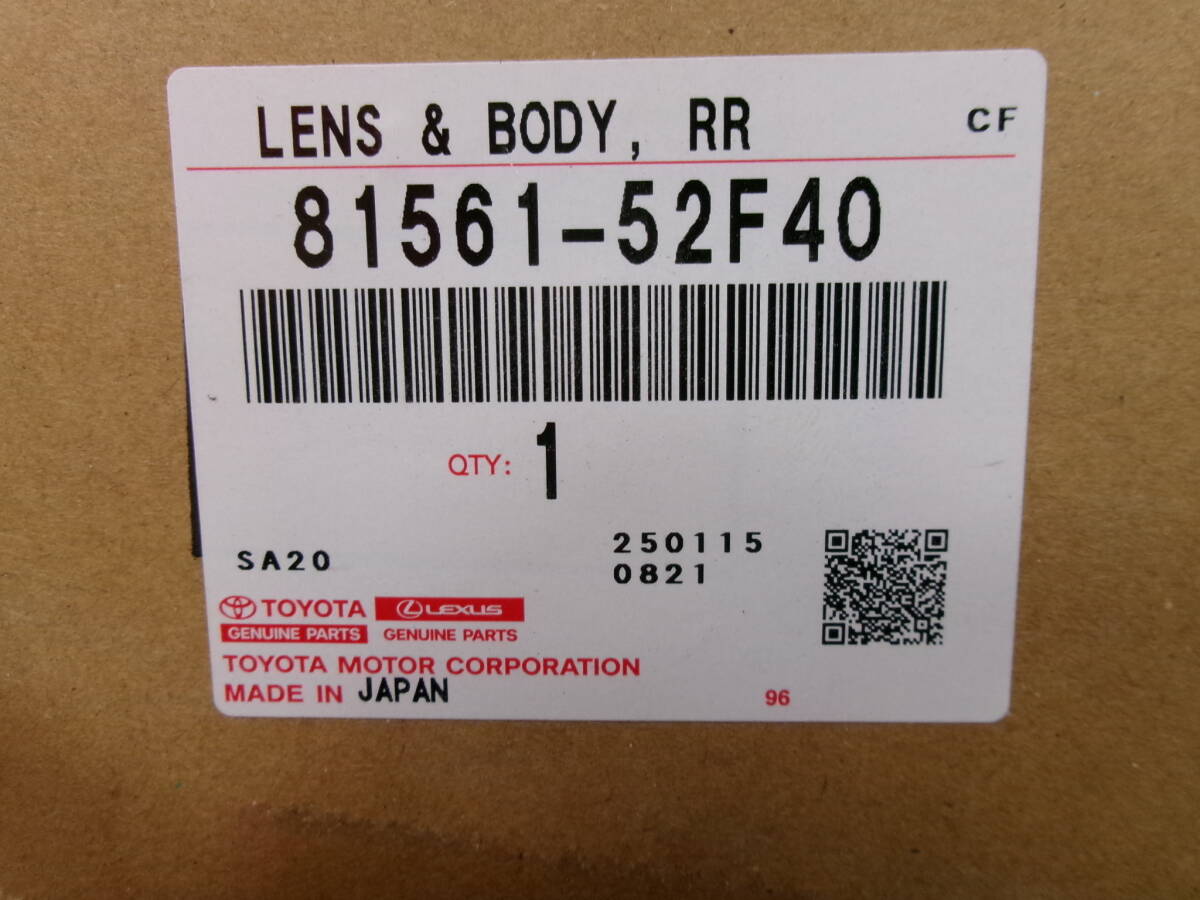 LENS & BODY, RR CF
81561-52F40
QTY: 1
SA20
250115
0821
TOYOTA LEXUS
GENUINE PARTS GENUINE PARTS
TOYOTA MOTOR CORPORATION
MADE IN JAPAN
96